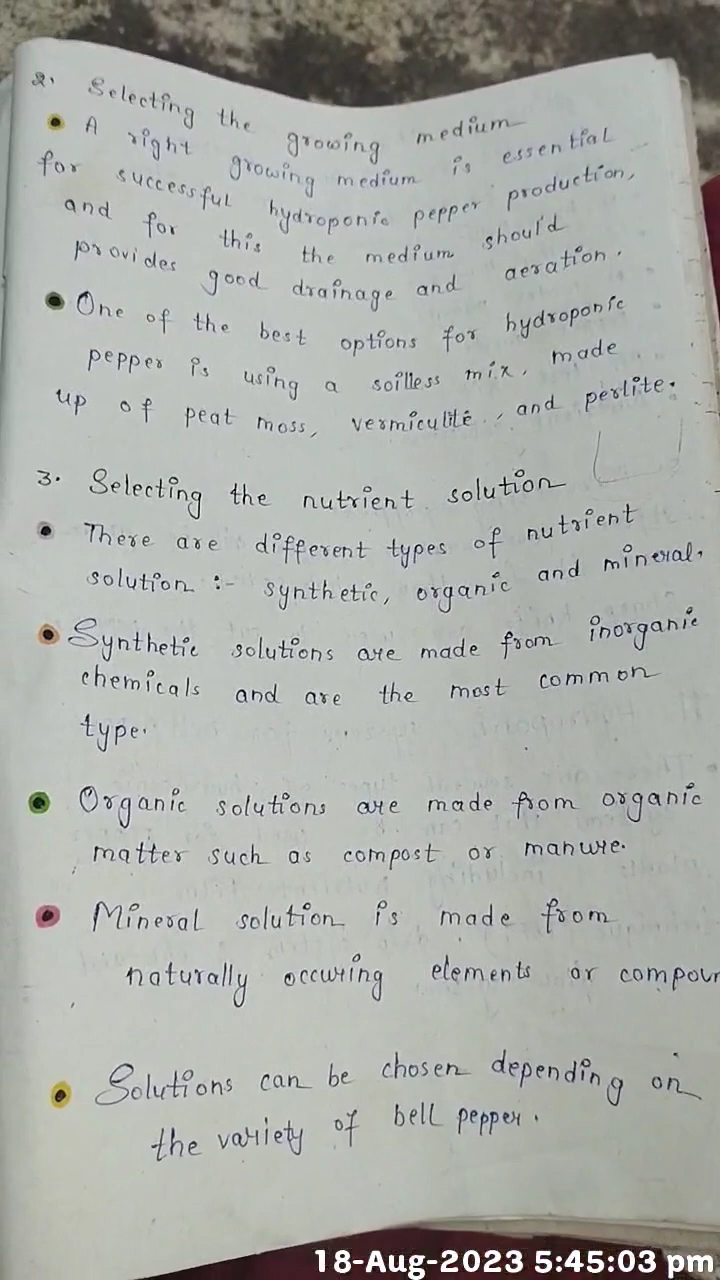 2. Selecting the growing medium
A right growing medium is essential
for successful hydroponic pepper production,
and for this the medium should
provides good drainage and aeration.
One of the best options for hydroponic
pepper is using a soilless mix, made
up of peat moss, vermiculite, and perlite.
3. Selecting the nutrient solution
There are different types of nutrient
solution :- synthetic, organic and mineral.
Synthetic solutions are made from inorganic
chemicals and are the most common
type.
Organic solutions are made from organic
matter such as compost or manure.
Mineral solution is made from
naturally occuring elements or compoun
Solutions can be chosen depending on
the variety of bell pepper.
18-Aug-2023 5:45:03 pm